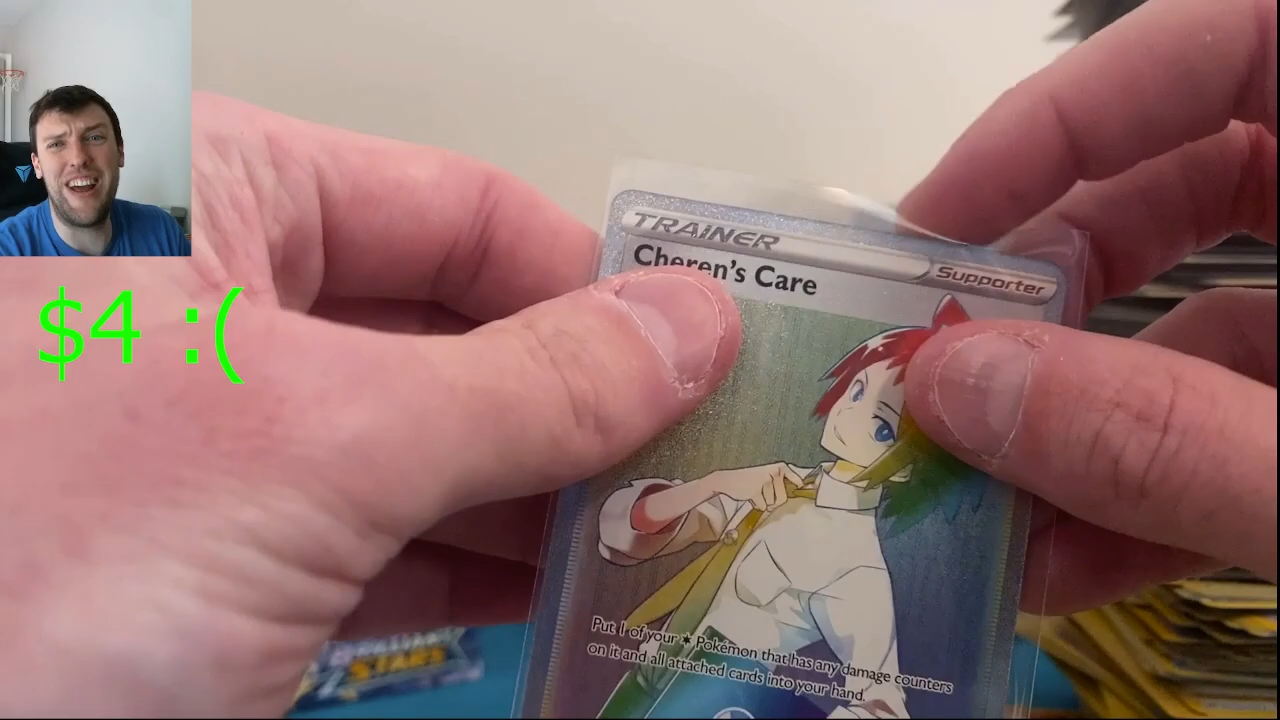 $4 :(
TRAINER
Supporter
Cheren's Care
Put 1 of your Pokémon that has any damage counters
on it and all attached cards into your hand.
STARS